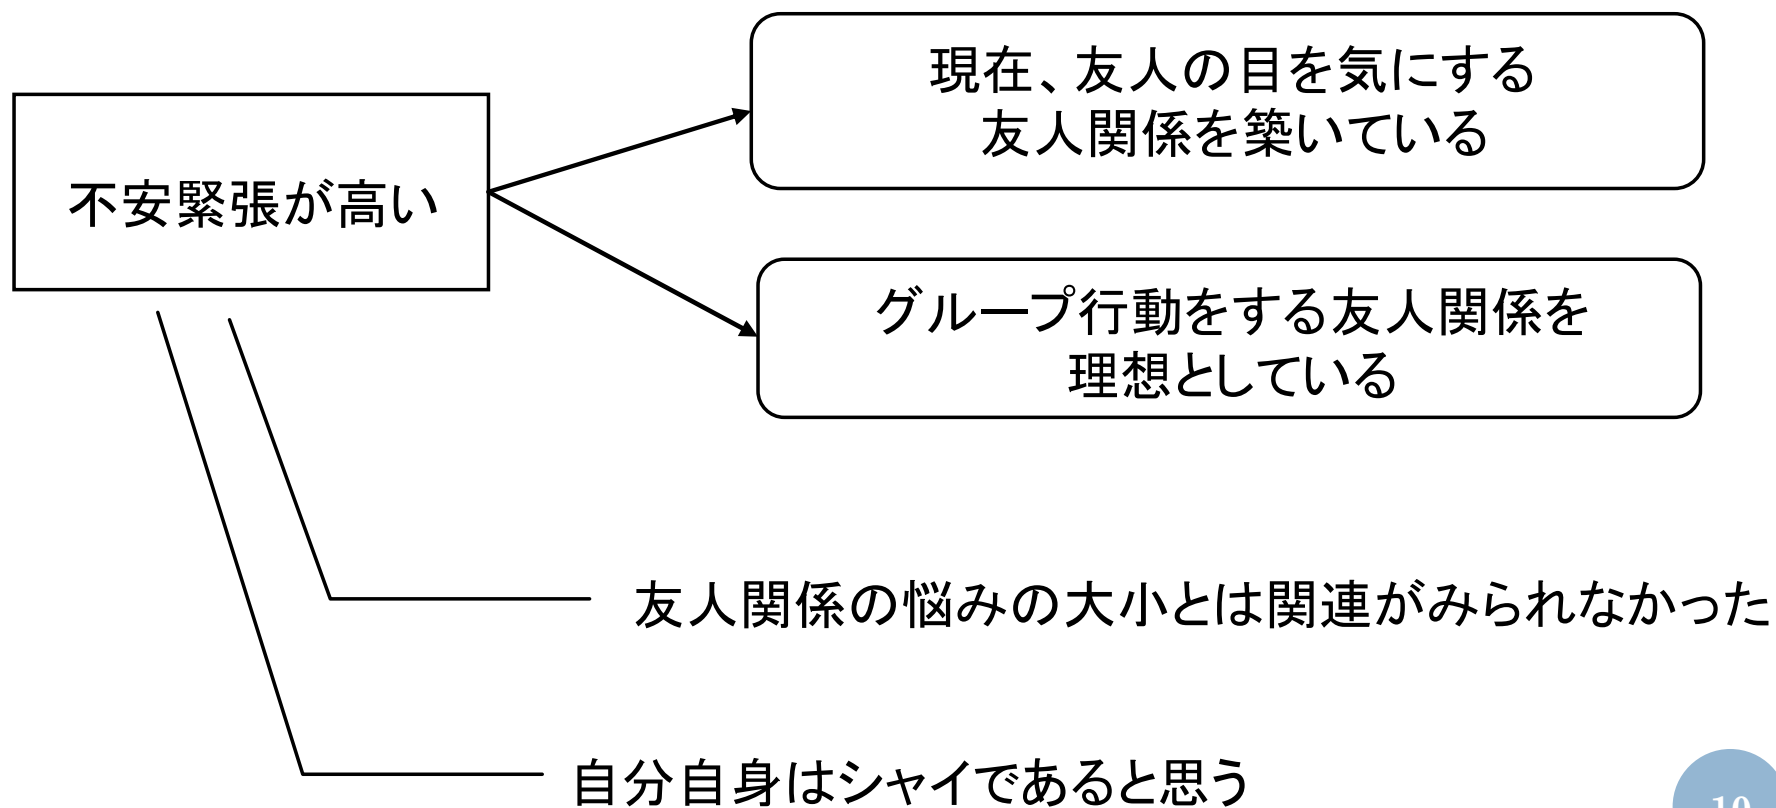 現在、友人の目を気にする
友人関係を築いている
不安緊張が高い
グループ行動をする友人関係を
理想としている
友人関係の悩みの大小とは関連がみられなかった
自分自身はシャイであると思う
10